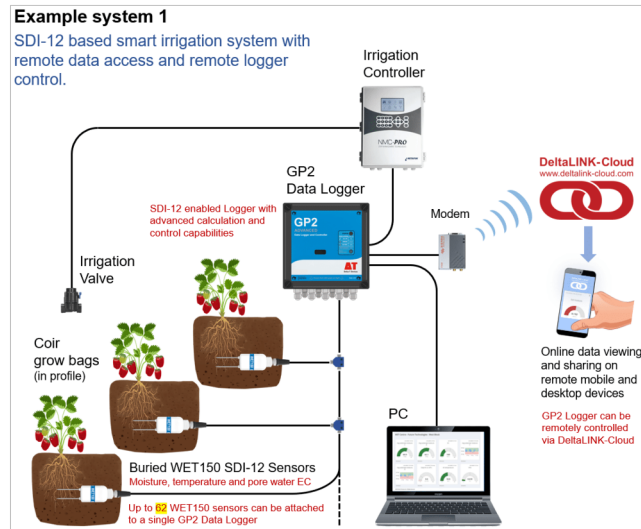 Example system 1
SDI-12 based smart irrigation system with
remote data access and remote logger
control.
Irrigation
Controller
NMC-PRO
DeltaLINK-Cloud
www.deltalink-cloud.com
GP2
Data Logger
SDI-12 enabled Logger with
advanced calculation and
control capabilities
GP2
ADVANCED
AT
Modem
Irrigation
Valve
Coir
grow bags
(in profile)
Online data viewing
and sharing on
remote mobile and
desktop devices
GP2 Logger can be
remotely controlled
via DeltaLINK-Cloud
PC
Buried WET150 SDI-12 Sensors
Moisture, temperature and pore water EC
Up to 62 WET150 sensors can be attached
to a single GP2 Data Logger